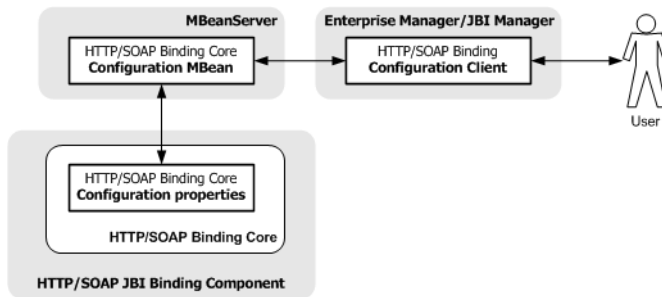 MBeanServer
HTTP/SOAP Binding Core
Configuration MBean
Enterprise Manager/JBI Manager
HTTP/SOAP Binding
Configuration Client
User
HTTP/SOAP Binding Core
Configuration properties
HTTP/SOAP Binding Core
HTTP/SOAP JBI Binding Component